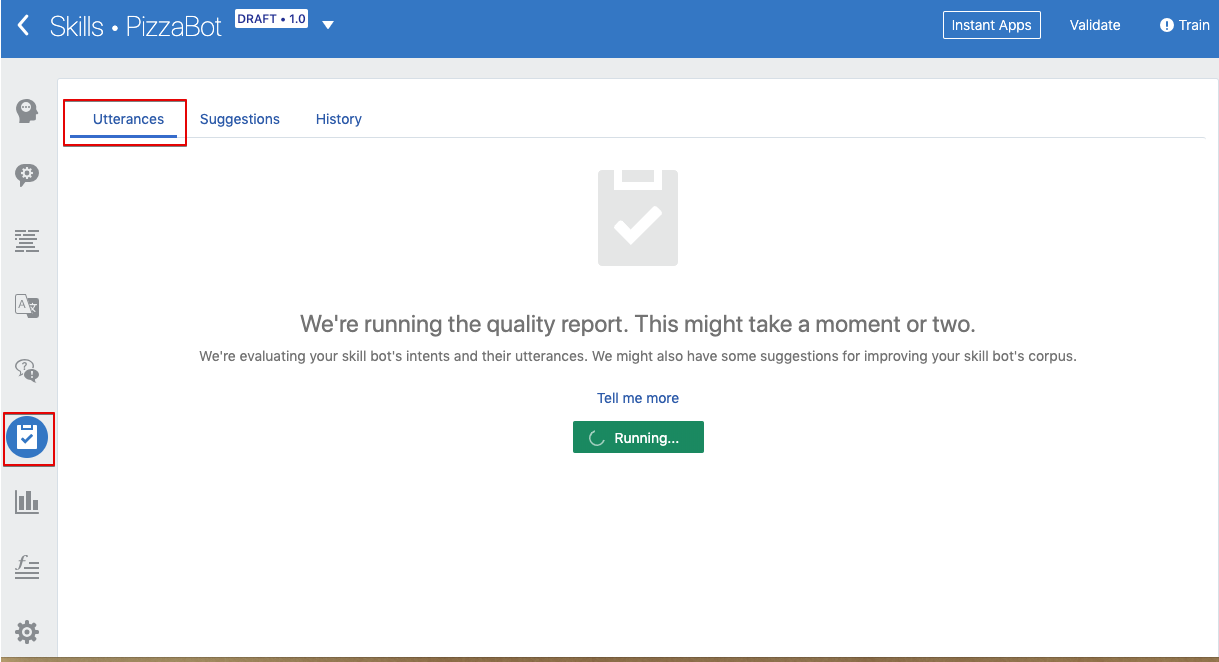 Skills • PizzaBot DRAFT • 1.0
Instant Apps Validate Train
Utterances Suggestions History
We're running the quality report. This might take a moment or two.
We're evaluating your skill bot's intents and their utterances. We might also have some suggestions for improving your skill bot's corpus.
Tell me more
Running...